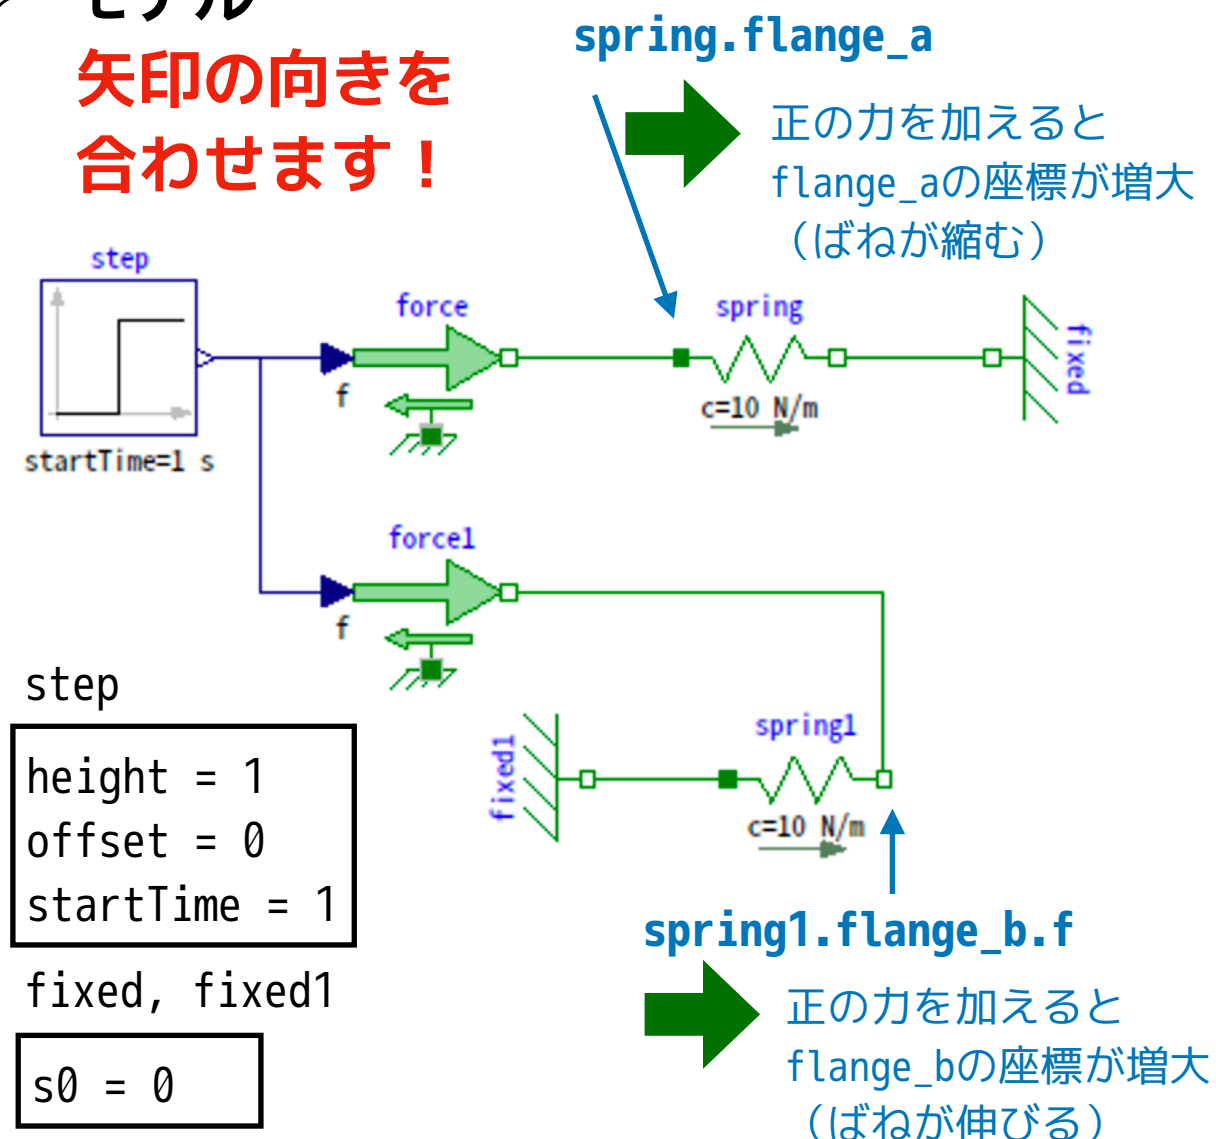 モデル
矢印の向きを
合わせます！
spring.flange_a
正の力を加えると
flange_aの座標が増大
（ばねが縮む）
step
startTime=1 s
force
f
spring
c=10 N/m
fixed
force1
f
fixed1
spring1
c=10 N/m
step
height = 1
offset = 0
startTime = 1
fixed, fixed1
s0 = 0
spring1.flange_b.f
正の力を加えると
flange_bの座標が増大
（ばねが伸びる）